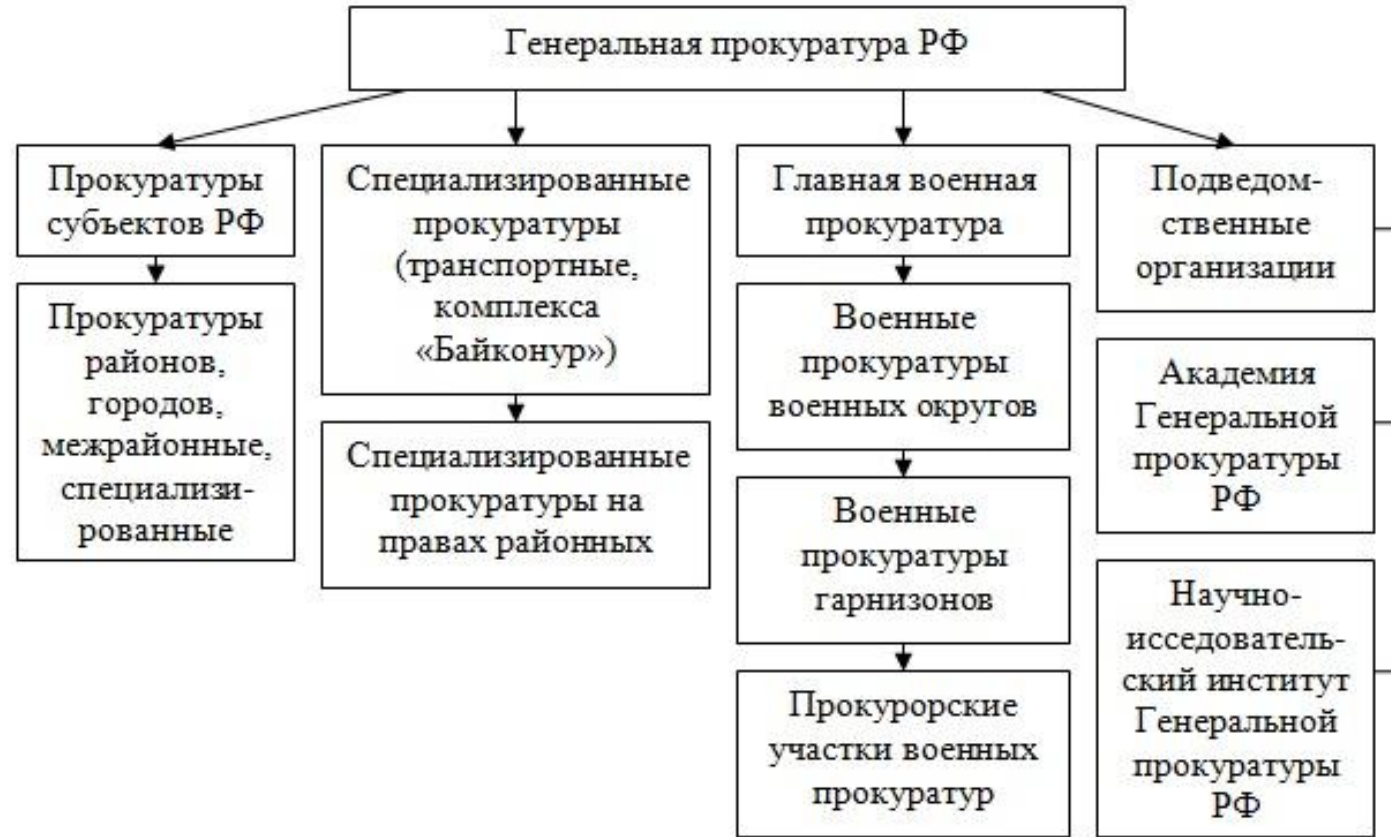 Генеральная прокуратура РФ
Прокуратуры
субъектов РФ
Прокуратуры
районов,
городов,
межрайонные,
специализи-
рованные
Специализированные
прокуратуры
(транспортные,
комплекса
«Байконур»)
Специализированные
прокуратуры на
правах районных
Главная военная
прокуратура
Военные
прокуратуры
военных округов
Военные
прокуратуры
гарнизонов
Прокурорские
участки военных
прокуратур
Подведом-
ственные
организации
Академия
Генеральной
прокуратуры
РФ
Научно-
исседователь-
ский институт
Генеральной
прокуратуры
РФ